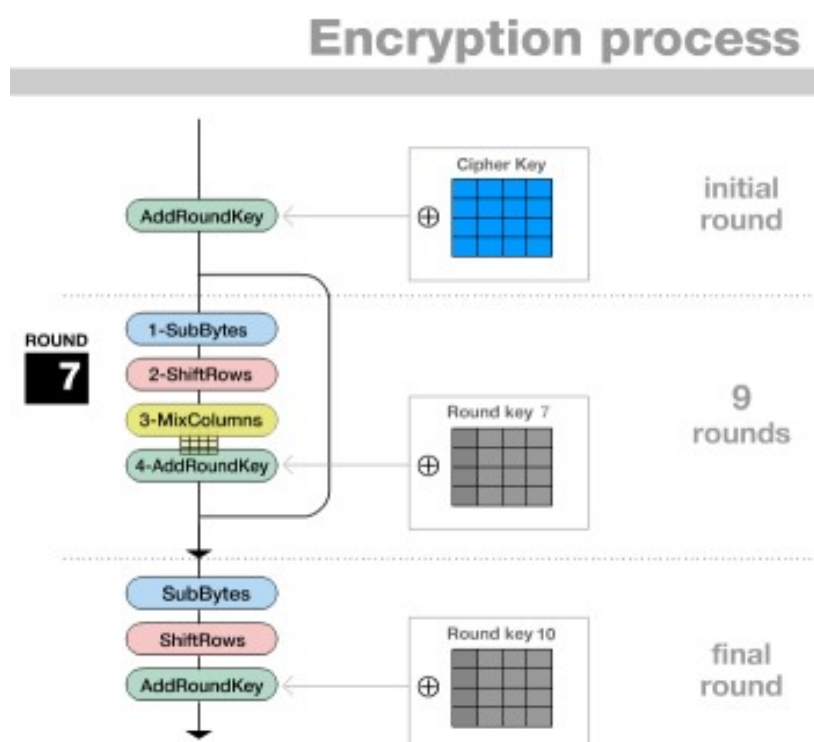 Encryption process
Cipher Key
initial
round
AddRoundKey
1-SubBytes
ROUND
7
2-ShiftRows
3-MixColumns
4-AddRoundKey
Round key 7
9
rounds
SubBytes
ShiftRows
AddRoundKey
Round key 10
final
round